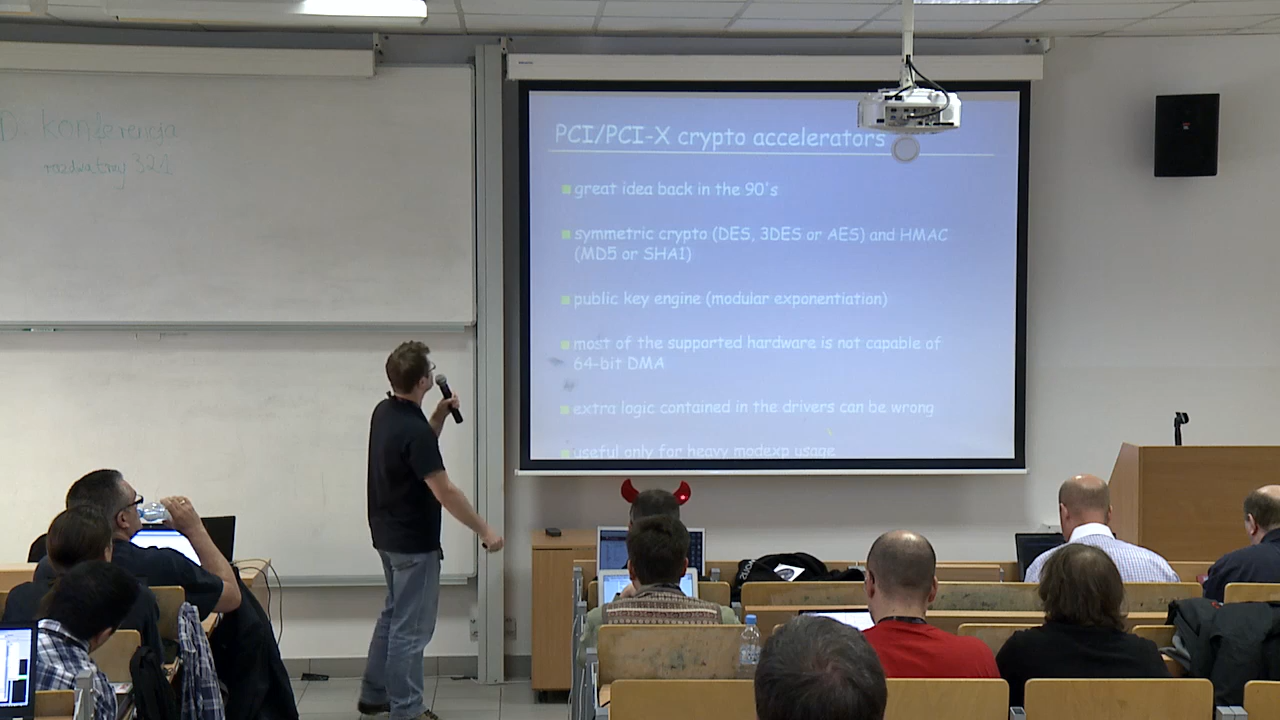 D. konferencja
rozdwatny 321
PCI/PCI-X crypto accelerators
great idea back in the 90's
symmetric crypto (DES, 3DES or AES) and HMAC
(MD5 or SHA1)
public key engine (modular exponentiation)
most of the supported hardware is not capable of
64-bit DMA
extra logic contained in the drivers can be wrong
useful only for heavy modexp usage